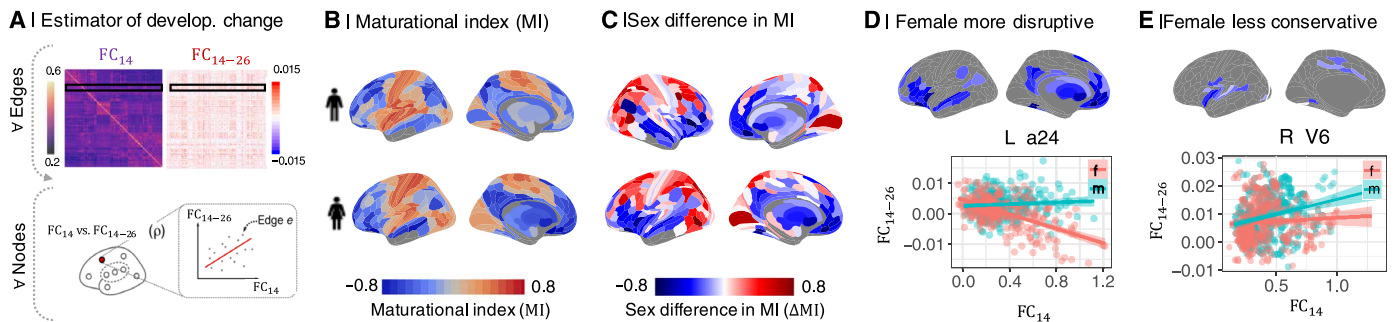 A | Estimator of develop. change
FC14
FC14−26
0.6
0.2
0.015
−0.015
∀ Edges
∀ Nodes
FC14 vs. FC14−26
(ρ)
FC14−26
Edge e
FC14
B | Maturational index (MI)
−0.8
0.8
Maturational index (MI)
C |Sex difference in MI
−0.8
0.8
Sex difference in MI (ΔMI)
D | Female more disruptive
L a24
FC14−26
0.01
0.00
−0.01
f
m
0.0 0.4 0.8 1.2
FC14
E |Female less conservative
R V6
FC14−26
0.03
0.02
0.01
0.00
−0.01
f
m
0.5 1.0
FC14